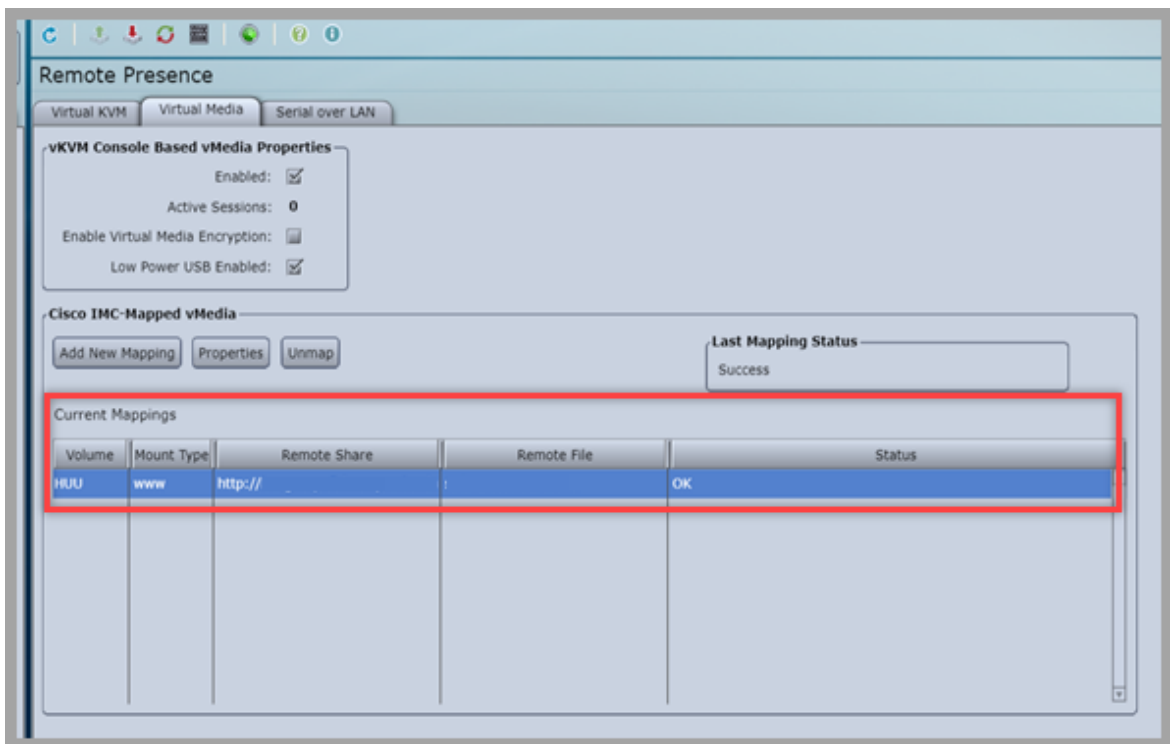 Remote Presence
Virtual KVM Virtual Media Serial over LAN
vKVM Console Based vMedia Properties
Enabled:
Active Sessions: 0
Enable Virtual Media Encryption:
Low Power USB Enabled:
Cisco IMC-Mapped vMedia
Add New Mapping Properties Unmap
Last Mapping Status
Success
Current Mappings
Volume Mount Type Remote Share Remote File Status
HUU www http:// OK